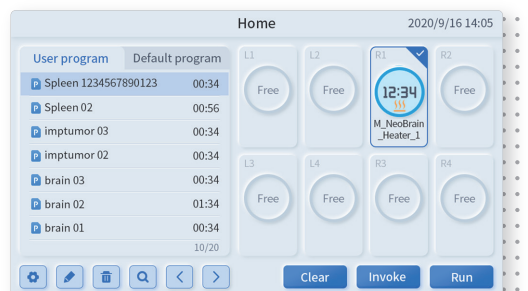 Home
2020/9/16 14:05
User program
Default program
P Spleen 1234567890123 00:34
P Spleen 02 00:56
P imptumor 03 00:34
P imptumor 02 00:34
P brain 03 00:34
P brain 02 01:34
P brain 01 00:34
10/20
L1
Free
L2
Free
R1
12:34
M_NeoBrain
_Heater_1
R2
Free
L3
Free
L4
Free
R3
Free
R4
Free
Clear
Invoke
Run